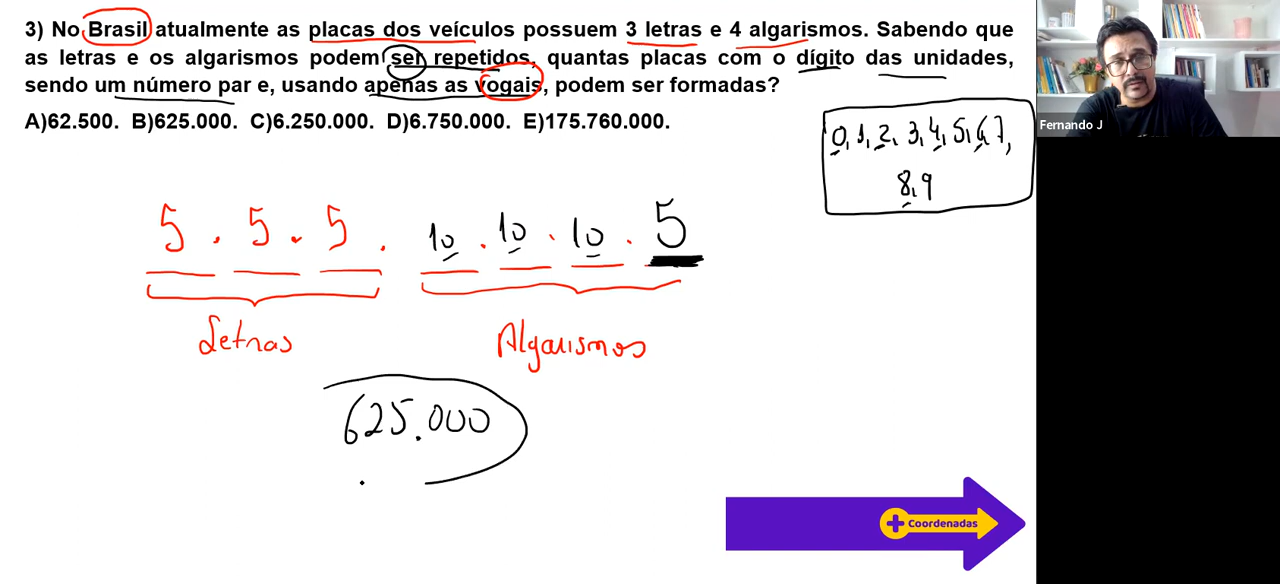 3) No Brasil atualmente as placas dos veículos possuem 3 letras e 4 algarismos. Sabendo que
as letras e os algarismos podem ser repetidos, quantas placas com o dígito das unidades,
sendo um número par e, usando apenas as vogais, podem ser formadas?
A)62.500. B)625.000. C)6.250.000. D)6.750.000. E)175.760.000.
0, 1, 2, 3, 4, 5, 6, 7,
8, 9
5 . 5 . 5 . 10 . 10 . 10 . 5
Letras Algarismos
625.000
+ Coordenadas
Fernando J